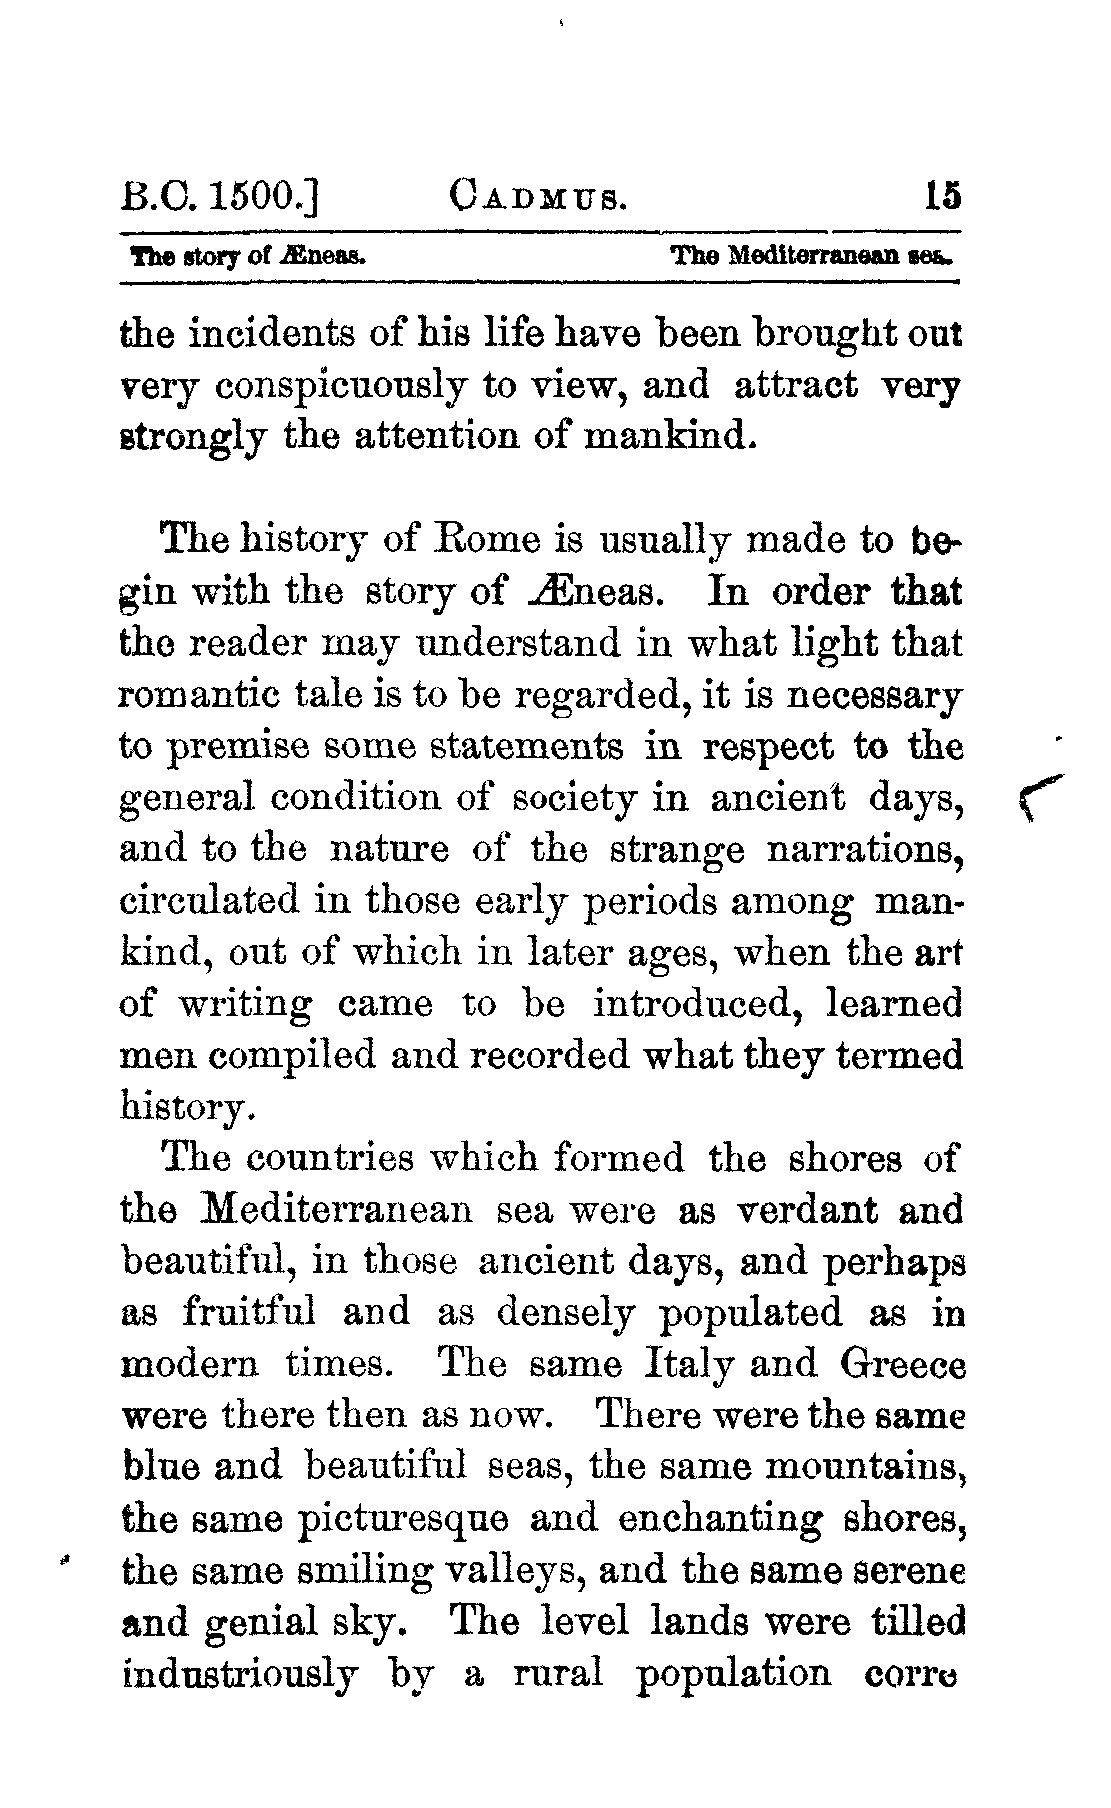 B.C. 1500.] CADMUS. 15
The story of Æneas. The Mediterranean sea.
the incidents of his life have been brought out
very conspicuously to view, and attract very
strongly the attention of mankind.
The history of Rome is usually made to be-
gin with the story of Æneas. In order that
the reader may understand in what light that
romantic tale is to be regarded, it is necessary
to premise some statements in respect to the
general condition of society in ancient days,
and to the nature of the strange narrations,
circulated in those early periods among man-
kind, out of which in later ages, when the art
of writing came to be introduced, learned
men compiled and recorded what they termed
history.
The countries which formed the shores of
the Mediterranean sea were as verdant and
beautiful, in those ancient days, and perhaps
as fruitful and as densely populated as in
modern times. The same Italy and Greece
were there then as now. There were the same
blue and beautiful seas, the same mountains,
the same picturesque and enchanting shores,
the same smiling valleys, and the same serene
and genial sky. The level lands were tilled
industriously by a rural population corre